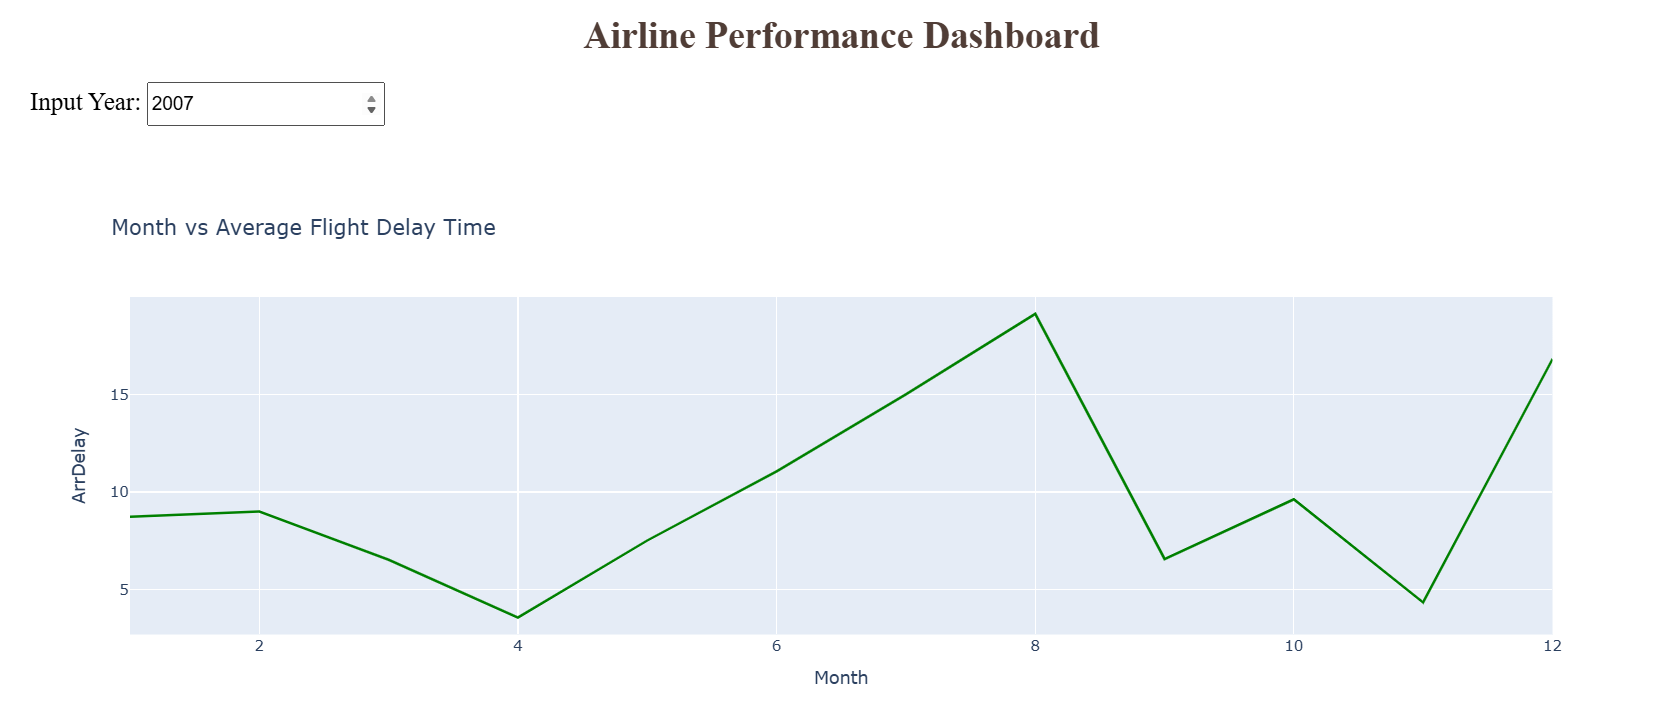 Airline Performance Dashboard
Input Year: 2007
Month vs Average Flight Delay Time
15
10
5
ArrDelay
2 4 6 8 10 12
Month